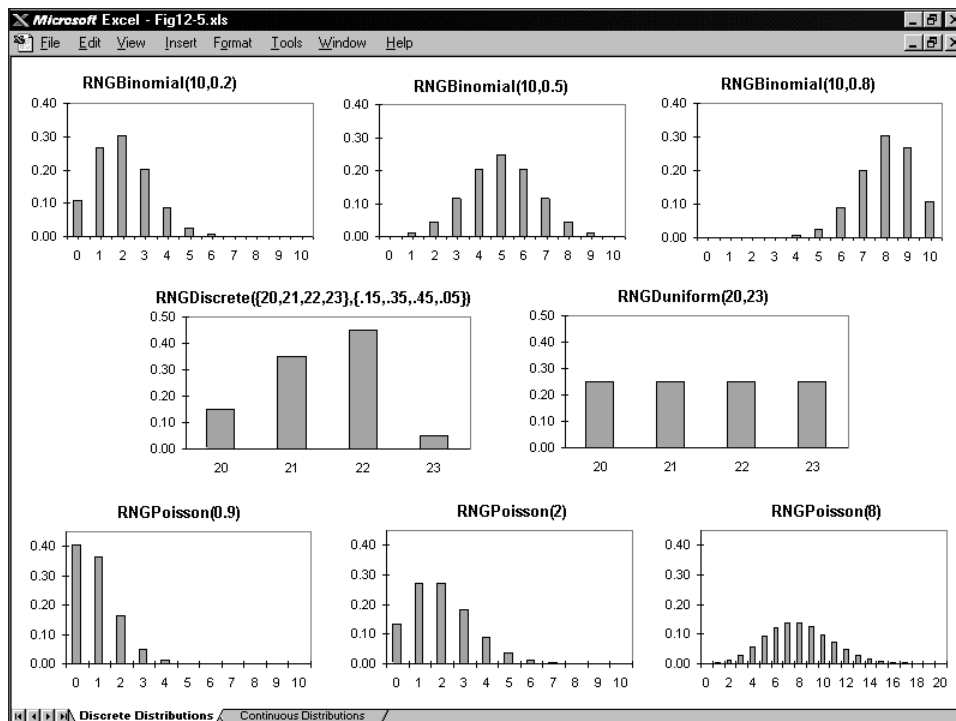 Microsoft Excel - Fig12-5.xls
File Edit View Insert Format Tools Window Help
RNGBinomial(10,0.2)
0.40
0.30
0.20
0.10
0.00
0 1 2 3 4 5 6 7 8 9 10
RNGBinomial(10,0.5)
0.40
0.30
0.20
0.10
0.00
0 1 2 3 4 5 6 7 8 9 10
RNGBinomial(10,0.8)
0.40
0.30
0.20
0.10
0.00
0 1 2 3 4 5 6 7 8 9 10
RNGDiscrete({20,21,22,23},{.15,.35,.45,.05})
0.50
0.40
0.30
0.20
0.10
0.00
20 21 22 23
RNGDuniform(20,23)
0.50
0.40
0.30
0.20
0.10
0.00
20 21 22 23
RNGPoisson(0.9)
0.40
0.30
0.20
0.10
0.00
0 1 2 3 4 5 6 7 8 9 10
RNGPoisson(2)
0.40
0.30
0.20
0.10
0.00
0 1 2 3 4 5 6 7 8 9 10
RNGPoisson(8)
0.40
0.30
0.20
0.10
0.00
0 2 4 6 8 10 12 14 16 18 20
Discrete Distributions Continuous Distributions